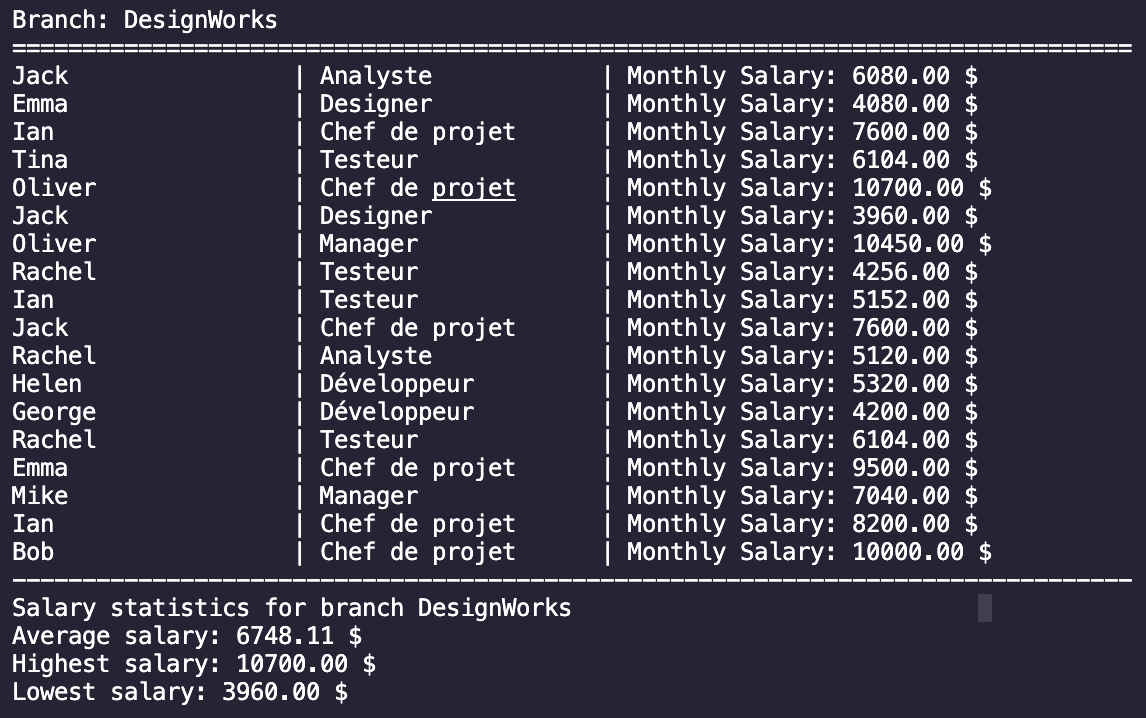 Branch: DesignWorks
================================================================================
Jack | Analyste | Monthly Salary: 6080.00 $
Emma | Designer | Monthly Salary: 4080.00 $
Ian | Chef de projet | Monthly Salary: 7600.00 $
Tina | Testeur | Monthly Salary: 6104.00 $
Oliver | Chef de projet | Monthly Salary: 10700.00 $
Jack | Designer | Monthly Salary: 3960.00 $
Oliver | Manager | Monthly Salary: 10450.00 $
Rachel | Testeur | Monthly Salary: 4256.00 $
Ian | Testeur | Monthly Salary: 5152.00 $
Jack | Chef de projet | Monthly Salary: 7600.00 $
Rachel | Analyste | Monthly Salary: 5120.00 $
Helen | Développeur | Monthly Salary: 5320.00 $
George | Développeur | Monthly Salary: 4200.00 $
Rachel | Testeur | Monthly Salary: 6104.00 $
Emma | Chef de projet | Monthly Salary: 9500.00 $
Mike | Manager | Monthly Salary: 7040.00 $
Ian | Chef de projet | Monthly Salary: 8200.00 $
Bob | Chef de projet | Monthly Salary: 10000.00 $
--------------------------------------------------------------------------------
Salary statistics for branch DesignWorks
Average salary: 6748.11 $
Highest salary: 10700.00 $
Lowest salary: 3960.00 $